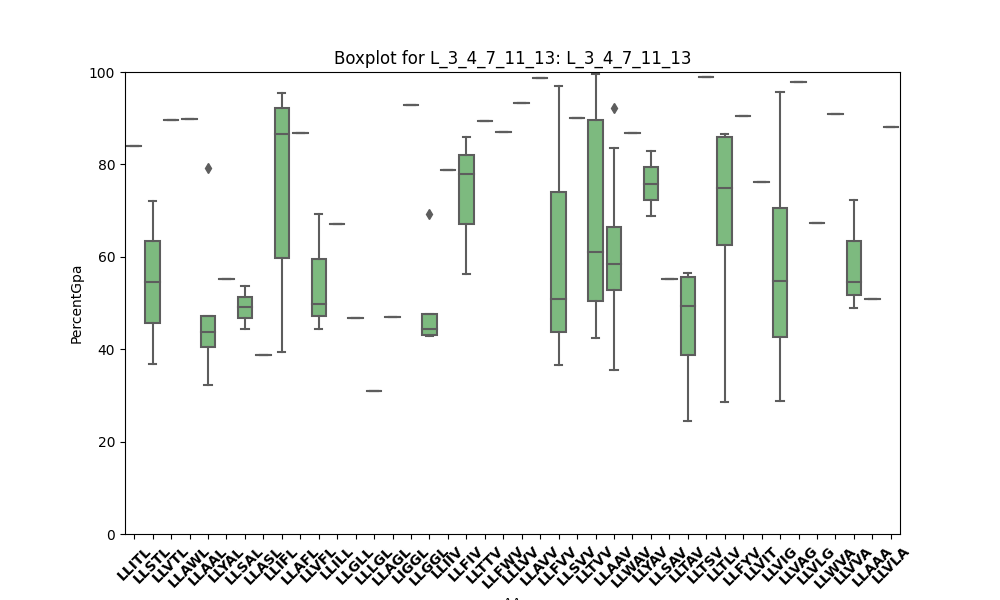 Boxplot for L_3_4_7_11_13: L_3_4_7_11_13
PercentGpa
100
80
60
40
20
0
LLITL
LLSTL
LLVTL
LLAWL
LLAAL
LLYAL
LLSAL
LLASL
LLIFL
LLAFL
LLVFL
LLILL
LLGLL
LLLGL
LLAGL
LIGGL
LLGGL
LLIIV
LLFIV
LLTTV
LLFWV
LLLVV
LLAVV
LLFVV
LLSVV
LLTVV
LLAAV
LLWAV
LLYAV
LLSAV
LLTAV
LLTSV
LLTLV
LLFYV
LLVIT
LLVIG
LLVAG
LLVLG
LLWVA
LLVVA
LLAAA
LLVLA